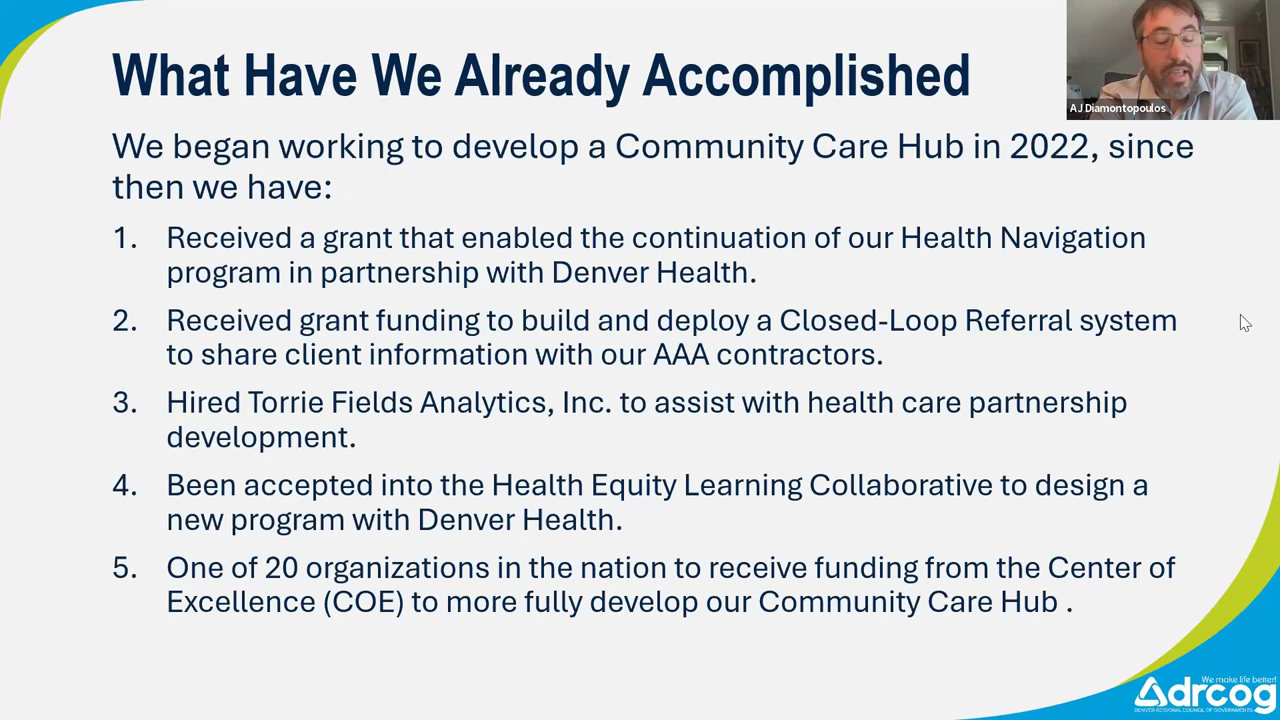 What Have We Already Accomplished
AJ Diamontopoulos
We began working to develop a Community Care Hub in 2022, since
then we have:
1. Received a grant that enabled the continuation of our Health Navigation
program in partnership with Denver Health.
2. Received grant funding to build and deploy a Closed-Loop Referral system
to share client information with our AAA contractors.
3. Hired Torrie Fields Analytics, Inc. to assist with health care partnership
development.
4. Been accepted into the Health Equity Learning Collaborative to design a
new program with Denver Health.
5. One of 20 organizations in the nation to receive funding from the Center of
Excellence (COE) to more fully develop our Community Care Hub .
We make life better!
drcog
DENVER REGIONAL COUNCIL OF GOVERNMENTS